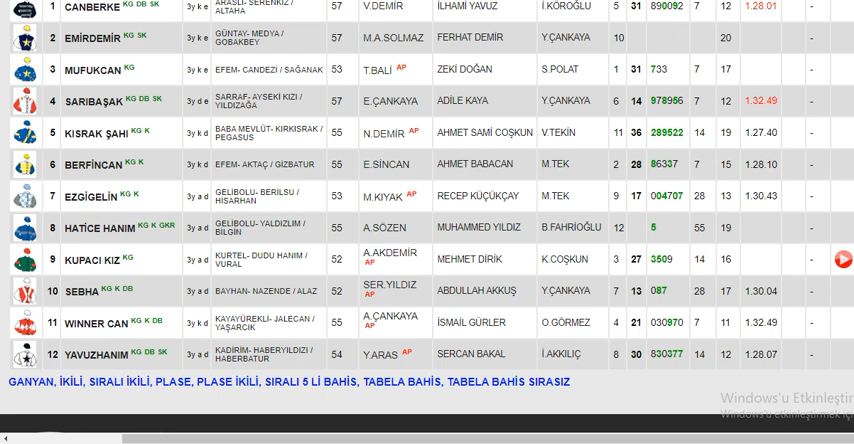 1 CANBERKE KG DB SK 3y k e ARASLI- SERENKIZ / ALTAHA 57 V.DEMİR İLHAMİ YAVUZ İ.KÖROĞLU 5 31 890092 7 12 1.28.01 -
2 EMİRDEMİR KG SK 3y k e GÜNTAY- MEDYA / GOBAKBEY 57 M.A.SOLMAZ FERHAT DEMİR Y.ÇANKAYA 10 20 -
3 MUFUKCAN KG 3y k e EFEM- CANDEZİ / SAĞANAK 53 T.BALİ AP ZEKİ DOĞAN S.POLAT 1 31 733 7 17 -
4 SARIBAŞAK KG DB SK 3y d e SARRAF- AYSEKİ KIZI / YILDIZAĞA 57 E.ÇANKAYA ADİLE KAYA Y.ÇANKAYA 6 14 978956 7 12 1.32.49 -
5 KISRAK ŞAHI KG K 3y k d BABA MEVLÜT- KIRKISRAK / PEGASUS 55 N.DEMİR AP AHMET SAMİ COŞKUN V.TEKİN 11 36 289522 14 19 1.27.40 -
6 BERFİNCAN KG K 3y k d EFEM- AKTAÇ / GİZBATUR 55 E.SİNCAN AHMET BABACAN M.TEK 2 28 86337 7 15 1.28.10 -
7 EZGİGELİN KG K 3y a d GELİBOLU- BERİLSU / HİSARHAN 53 M.KIYAK AP RECEP KÜÇÜKÇAY M.TEK 9 17 004707 28 13 1.30.43 -
8 HATİCE HANIM KG K GKR 3y a d GELİBOLU- YALDIZLIM / BİLGİN 55 A.SÖZEN MUHAMMED YILDIZ B.FAHRİOĞLU 12 5 55 19 -
9 KUPACI KIZ KG 3y a d KURTEL- DUDU HANIM / VURAL 52 A.AKDEMİR AP MEHMET DİRİK K.COŞKUN 3 27 3509 14 16 -
10 SEBHA KG K DB 3y a d BAYHAN- NAZENDE / ALAZ 52 SER.YILDIZ AP ABDULLAH AKKUŞ Y.ÇANKAYA 7 13 087 28 17 1.30.04 -
11 WINNER CAN KG K DB 3y k d KAYAYÜREKLİ- JALECAN / YAŞARCIK 55 A.ÇANKAYA AP İSMAİL GÜRLER O.GÖRMEZ 4 21 030970 7 11 1.32.49 -
12 YAVUZHANIM KG DB SK 3y a d KADİRİM- HABERYILDIZI / HABERBATUR 54 Y.ARAS AP SERCAN BAKAL İ.AKKILIÇ 8 30 830377 14 12 1.28.07 -
GANYAN, İKİLİ, SIRALI İKİLİ, PLASE, PLASE İKİLİ, SIRALI 5 Lİ BAHİS, TABELA BAHİS, TABELA BAHİS SIRASIZ
Windows'u Etkinleştir
Windows'u etkinleştirmek içi